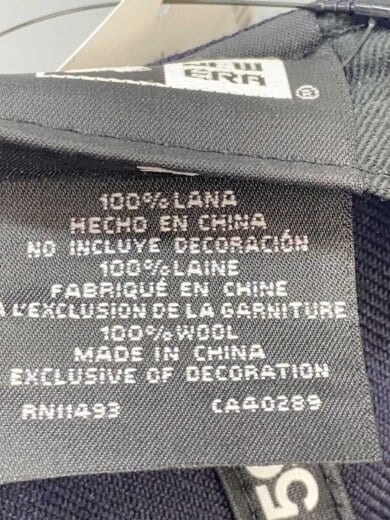 NEW
ERA
®
100% LANA
HECHO EN CHINA
NO INCLUYE DECORACIÓN
100% LAINE
FABRIQUÉ EN CHINE
À L'EXCLUSION DE LA GARNITURE
100% WOOL
MADE IN CHINA
EXCLUSIVE OF DECORATION
RN11493 CA40289